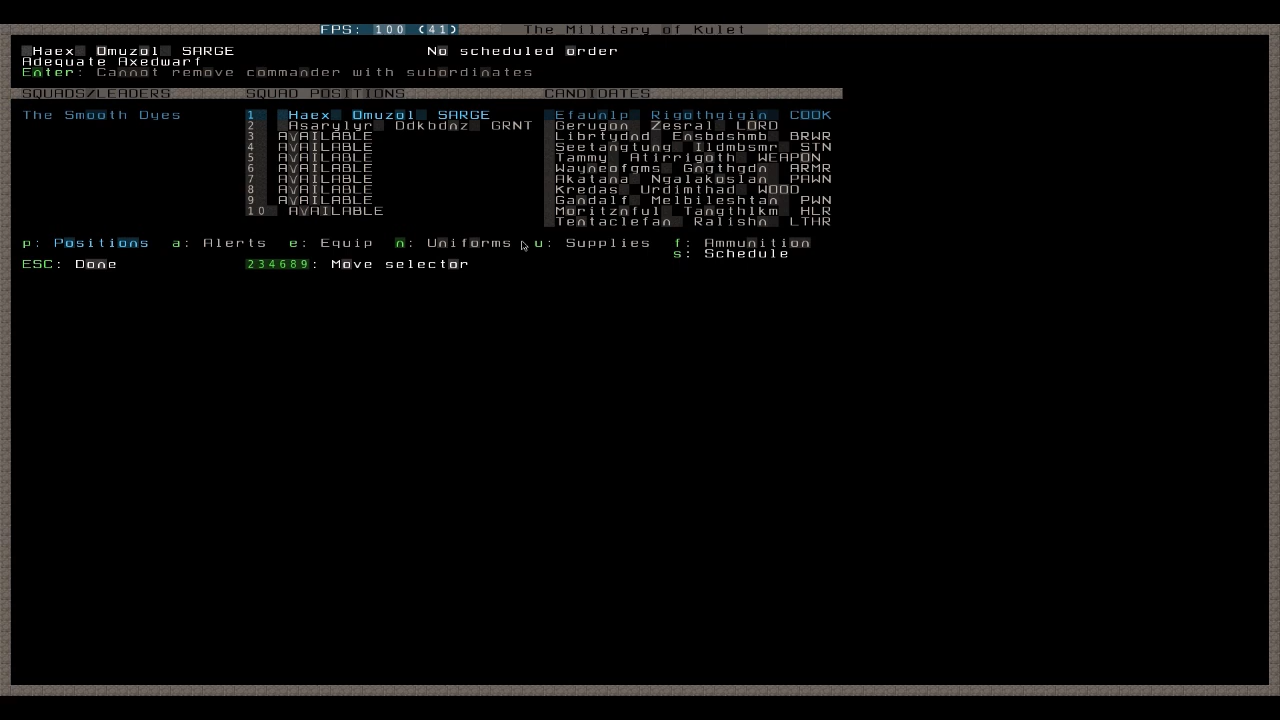 FPS: 100 (41) The Military of Kulet
Haex Omuzol SARGE No scheduled order
Adequate Axedwarf
Enter: Cannot remove commander with subordinates
SQUADS/LEADERS SQUAD POSITIONS CANDIDATES
The Smooth Dyes 1 Haex Omuzol SARGE Efaunlp Rigothgigin COOK
2 Asarylyr Ddkbdnz GRNT Gerugon Zesral LORD
3 AVAILABLE Librtydnd Ensbdshmb BRWR
4 AVAILABLE Seetangtung Ildmbsmr STN
5 AVAILABLE Tammy Atirrigoth WEAPON
6 AVAILABLE Wayneofgms Gngthgdn ARMR
7 AVAILABLE Akatana Ngalakoslan PAWN
8 AVAILABLE Kredas Urdimthad WOOD
9 AVAILABLE Gandalf Melbileshtan PWN
10 AVAILABLE Moritznful Tangthlkm HLR
Tentaclefan Ralishn LTHR
p: Positions a: Alerts e: Equip n: Uniforms u: Supplies f: Ammunition
s: Schedule
ESC: Done 234689: Move selector